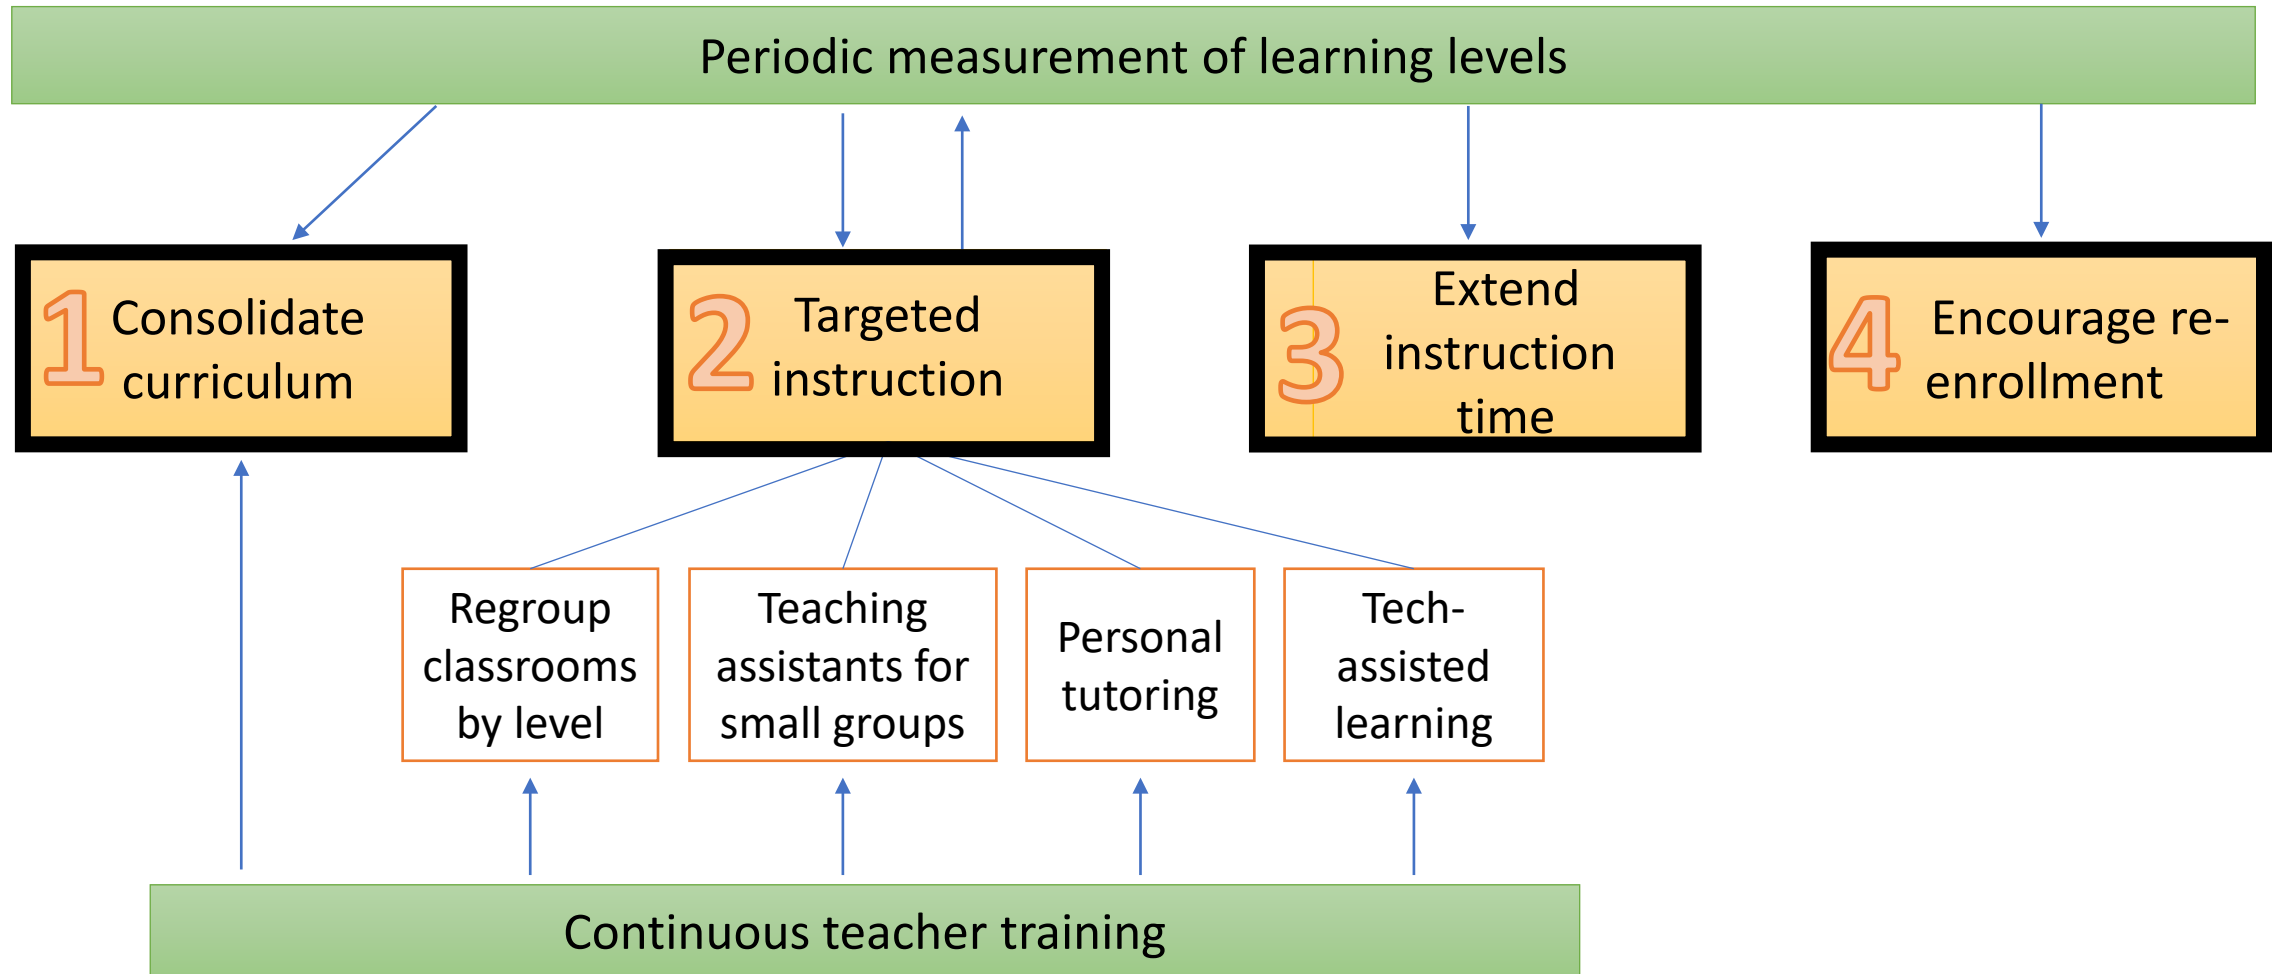 Periodic measurement of learning levels
1
Consolidate
curriculum
2
Targeted
instruction
3
Extend
instruction
time
4
Encourage re-
enrollment
Regroup
classrooms
by level
Teaching
assistants for
small groups
Personal
tutoring
Tech-
assisted
learning
Continuous teacher training